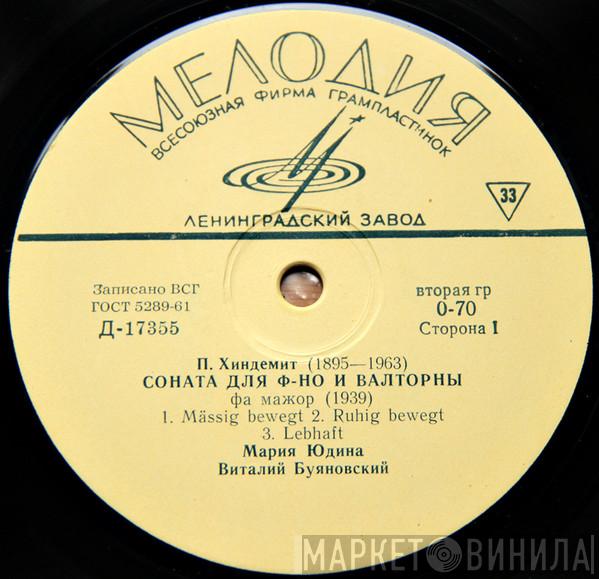 МЕЛОДИЯ
ВСЕСОЮЗНАЯ ФИРМА ГРАМПЛАСТИНОК
33
ЛЕНИНГРАДСКИЙ ЗАВОД
Записано ВСГ
ГОСТ 5289-61
Д-17355
вторая гр
0-70
Сторона I
П. Хиндемит (1895—1963)
СОНАТА ДЛЯ Ф-НО И ВАЛТОРНЫ
фа мажор (1939)
1. Mässig bewegt 2. Ruhig bewegt
3. Lebhaft
Мария Юдина
Виталий Буяновский
МАРКЕТ ВИНИЛА